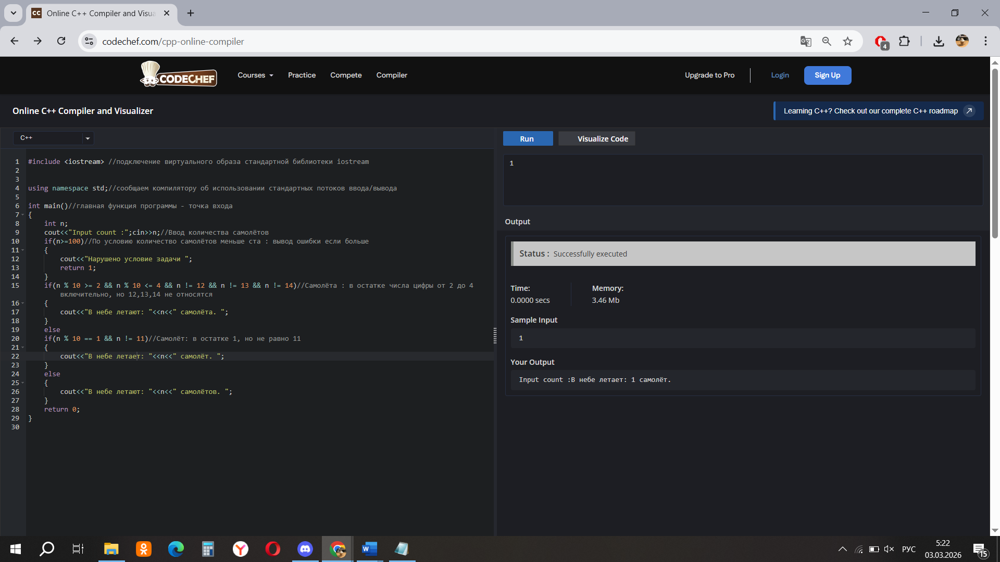 Online C++ Compiler and Visua
codechef.com/cpp-online-compiler
4
CODECHEF
Courses
Practice
Compete
Compiler
Upgrade to Pro
Login
Sign Up
Online C++ Compiler and Visualizer
Learning C++? Check out our complete C++ roadmap
C++
Run
Visualize Code
1 #include <iostream> //подключение виртуального образа стандартной библиотеки iostream
2
3
4 using namespace std;//сообщаем компилятору об использовании стандартных потоков ввода/вывода
5
6 int main()//главная функция программы - точка входа
7 {
8 int n;
9 cout<<"Input count :";cin>>n;//Ввод количества самолётов
10 if(n>=100)//По условию количество самолётов меньше ста : вывод ошибки если больше
11 {
12 cout<<"Нарушено условие задачи ";
13 return 1;
14 }
15 if(n % 10 >= 2 && n % 10 <= 4 && n != 12 && n != 13 && n != 14)//Самолёта : в остатке числа цифры от 2 до 4
включительно, но 12,13,14 не относятся
16 {
17 cout<<"В небе летают: "<<n<<" самолёта. ";
18 }
19 else
20 if(n % 10 == 1 && n != 11)//Самолёт: в остатке 1, но не равно 11
21 {
22 cout<<"В небе летает: "<<n<<" самолёт. ";
23 }
24 else
25 {
26 cout<<"В небе летают: "<<n<<" самолётов. ";
27 }
28 return 0;
29 }
30
1
Output
Status : Successfully executed
Time:
0.0000 secs
Memory:
3.46 Mb
Sample Input
1
Your Output
Input count :В небе летает: 1 самолёт.
РУС
5:22
03.03.2026
15